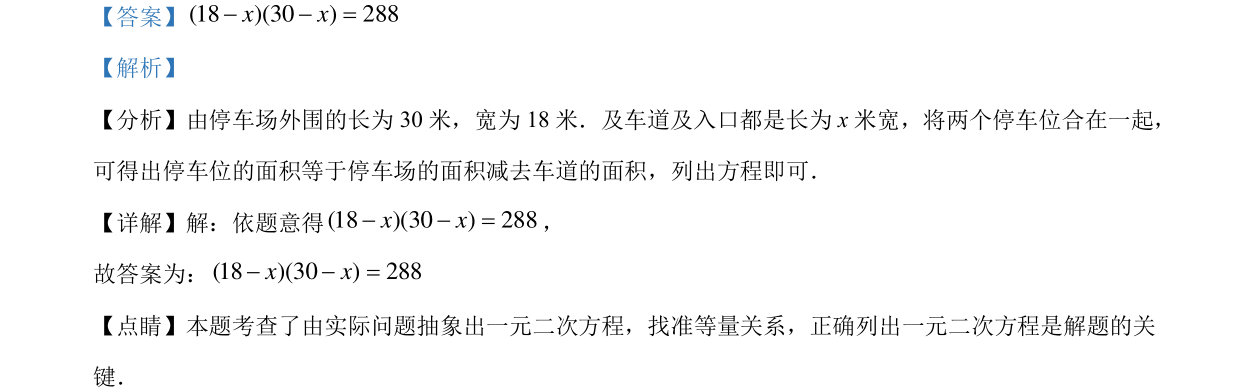 【答案】(18－x)(30－x)＝288
【解析】
【分析】由停车场外围的长为 30 米，宽为 18 米．及车道及入口都是长为 x 米宽，将两个停车位合在一起，
可得出停车位的面积等于停车场的面积减去车道的面积，列出方程即可．
【详解】解：依题意得(18－x)(30－x)＝288，
故答案为：(18－x)(30－x)＝288
【点睛】本题考查了由实际问题抽象出一元二次方程，找准等量关系，正确列出一元二次方程是解题的关
键．